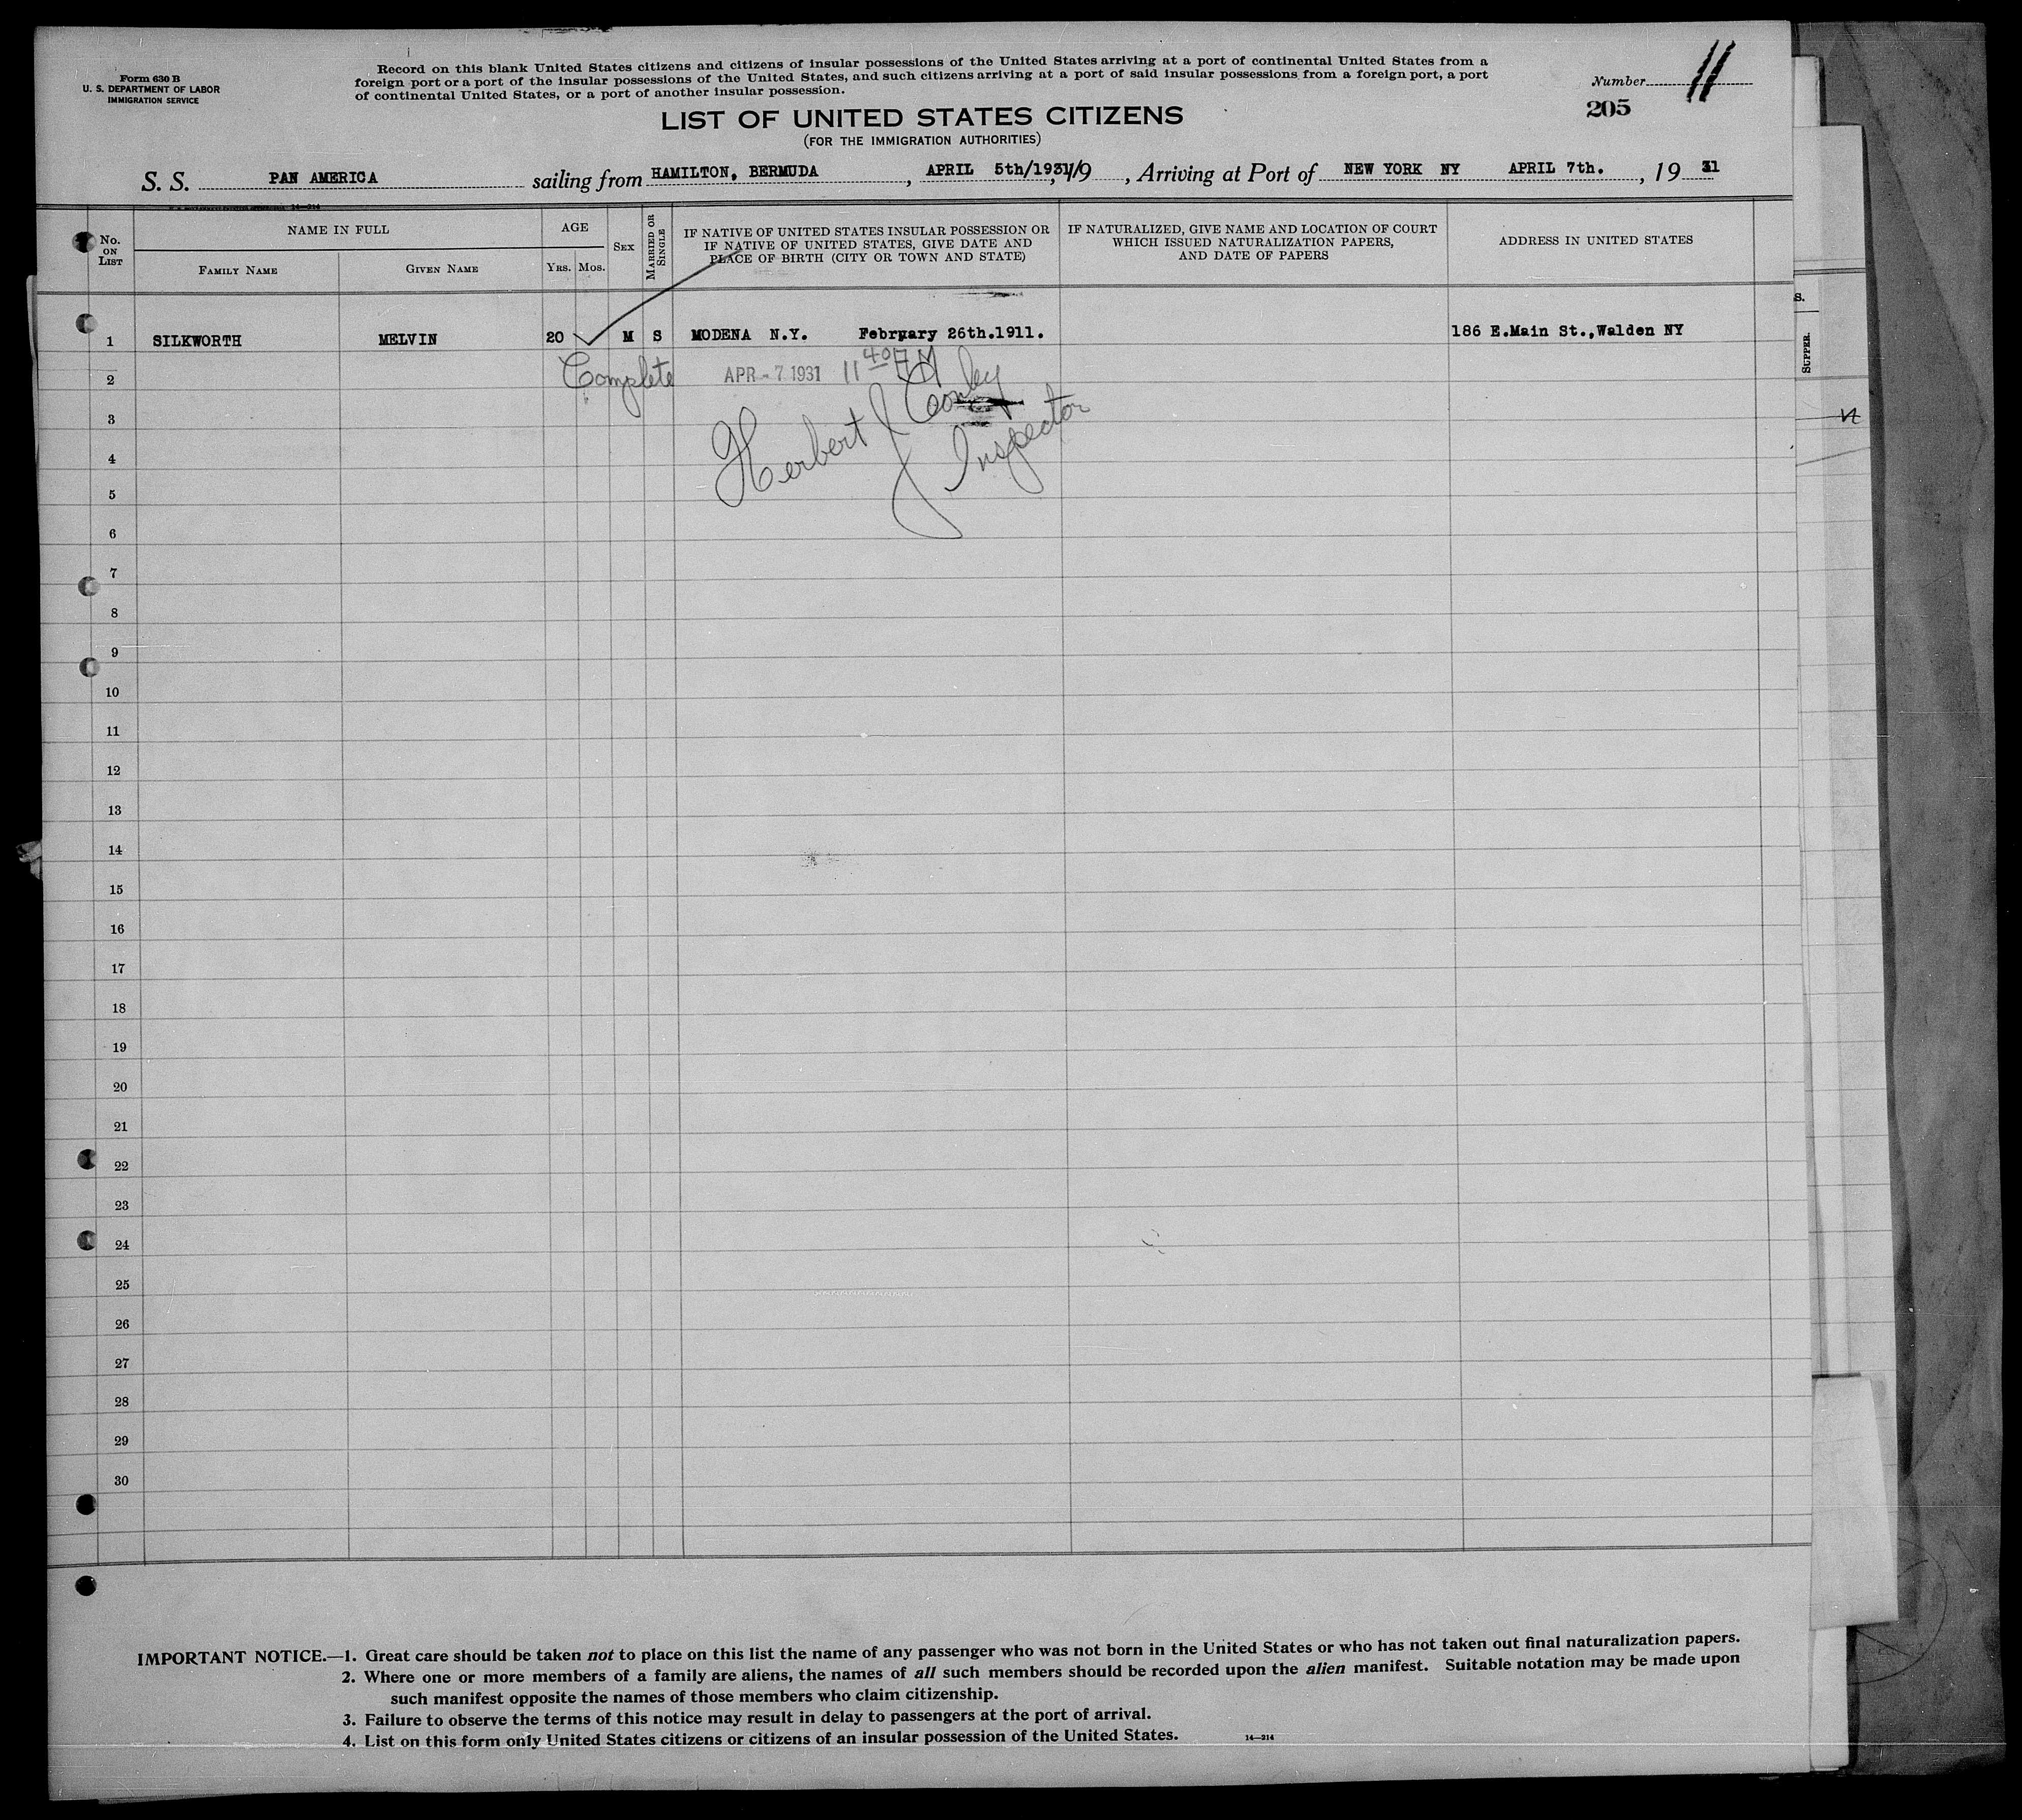 Form 630 B
U. S. DEPARTMENT OF LABOR
IMMIGRATION SERVICE
Record on this blank United States citizens and citizens of insular possessions of the United States arriving at a port of continental United States from a
foreign port or a port of the insular possessions of the United States, and such citizens arriving at a port of said insular possessions from a foreign port, a port
of continental United States, or a port of another insular possession.
Number 11
205
LIST OF UNITED STATES CITIZENS
(FOR THE IMMIGRATION AUTHORITIES)
S. S. PAN AMERICA sailing from HAMILTON, BERMUDA, APRIL 5th/1931, Arriving at Port of NEW YORK NY APRIL 7th., 19 31
No. ON LIST
NAME IN FULL
FAMILY NAME
GIVEN NAME
AGE
YRS. MOS.
SEX
MARRIED OR SINGLE
IF NATIVE OF UNITED STATES INSULAR POSSESSION OR
IF NATIVE OF UNITED STATES, GIVE DATE AND
PLACE OF BIRTH (CITY OR TOWN AND STATE)
IF NATURALIZED, GIVE NAME AND LOCATION OF COURT
WHICH ISSUED NATURALIZATION PAPERS,
AND DATE OF PAPERS
ADDRESS IN UNITED STATES
S.
SUPPER.
1 SILKWORTH MELVIN 20 M S MODENA N.Y. February 26th.1911. 186 E.Main St.,Walden NY
2 Complete APR - 7 1931 11 40 AM
3 Herbert J Conley
4 Inspector
5
6
7
8
9
10
11
12
13
14
15
16
17
18
19
20
21
22
23
24
25
26
27
28
29
30
IMPORTANT NOTICE.—1. Great care should be taken not to place on this list the name of any passenger who was not born in the United States or who has not taken out final naturalization papers.
2. Where one or more members of a family are aliens, the names of all such members should be recorded upon the alien manifest. Suitable notation may be made upon
such manifest opposite the names of those members who claim citizenship.
3. Failure to observe the terms of this notice may result in delay to passengers at the port of arrival.
4. List on this form only United States citizens or citizens of an insular possession of the United States.
14—214